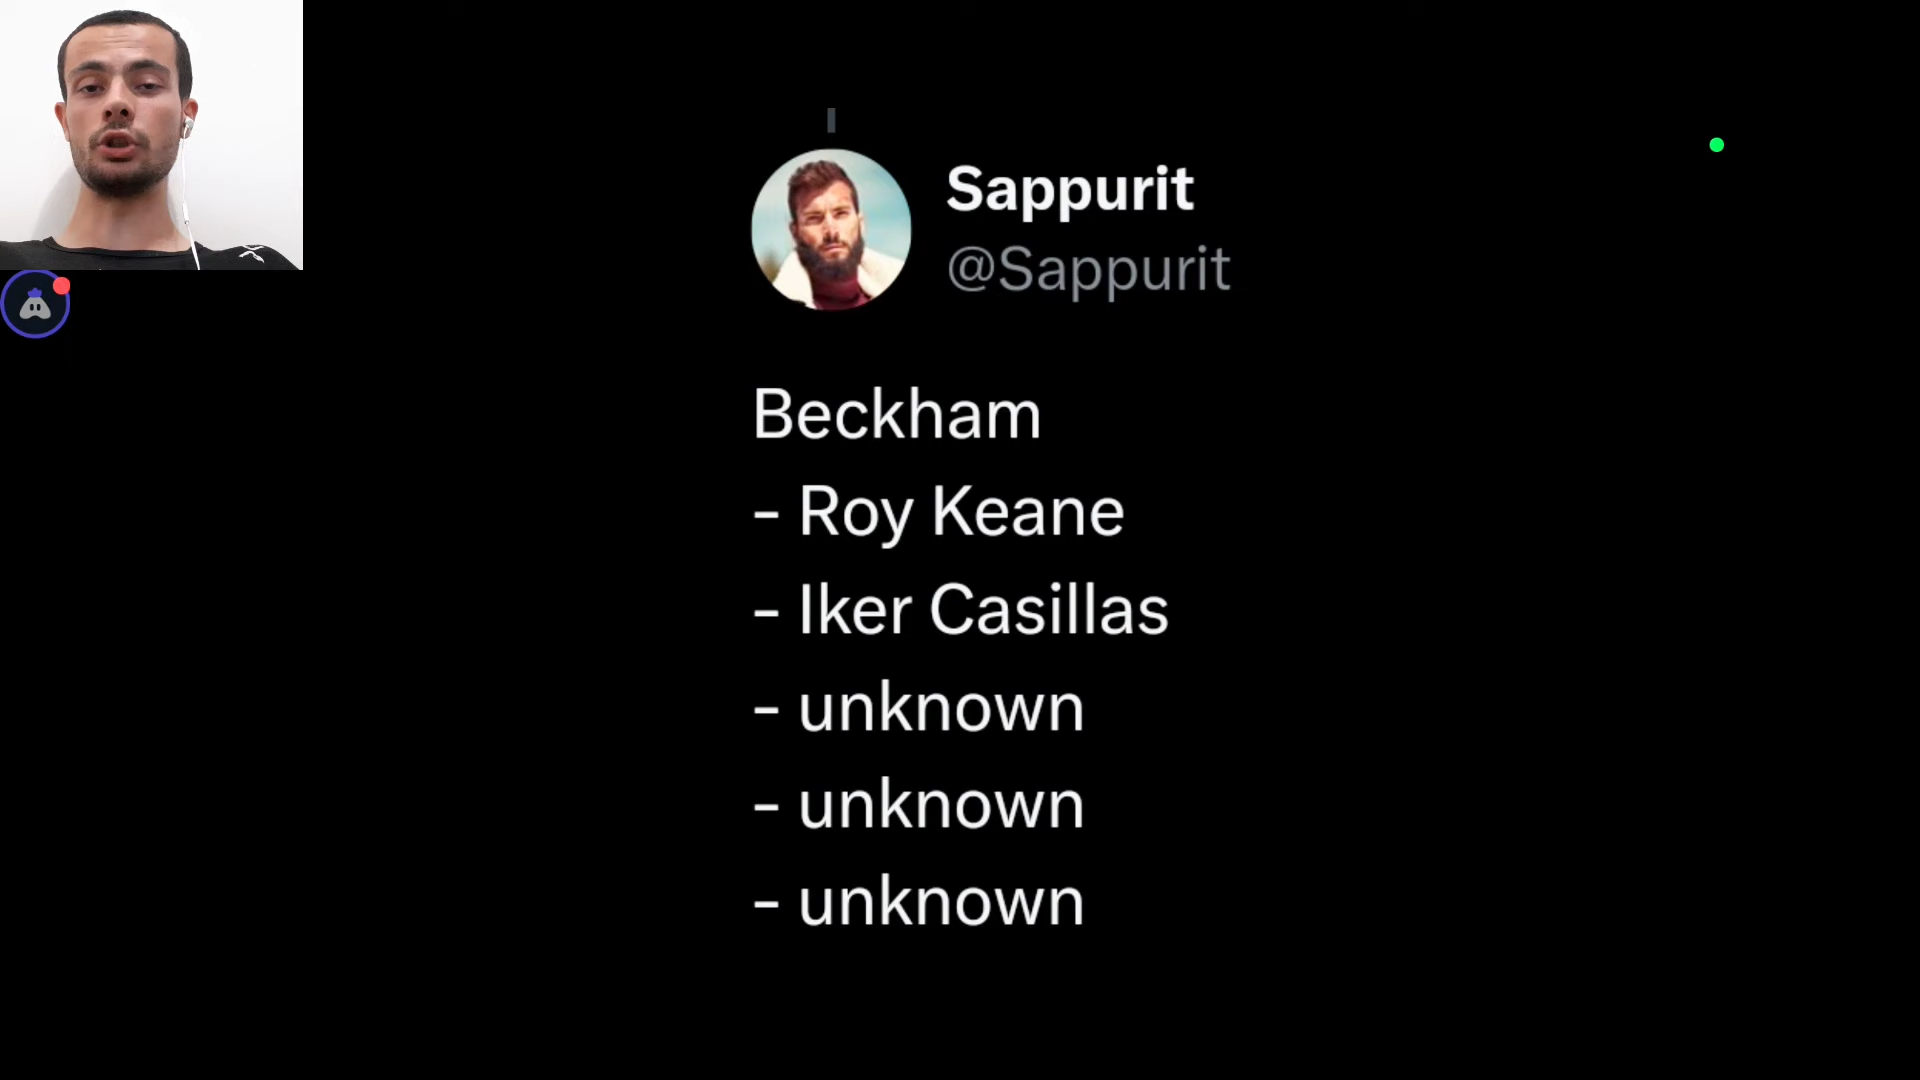 Sappurit
@Sappurit
Beckham
- Roy Keane
- Iker Casillas
- unknown
- unknown
- unknown